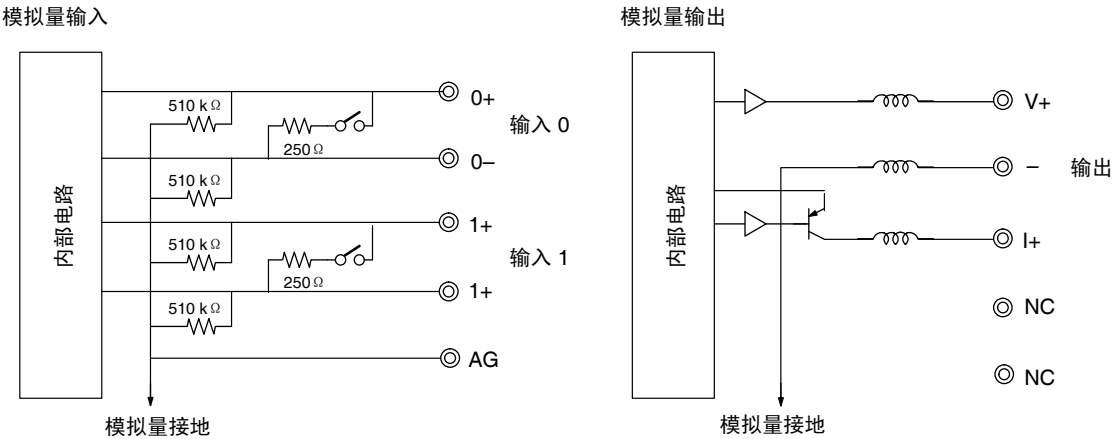 模拟量输入
内部电路
510 kΩ
250 Ω
510 kΩ
510 kΩ
250 Ω
510 kΩ
0+
输入 0
0–
1+
输入 1
1+
AG
模拟量接地
模拟量输出
内部电路
V+
–
输出
I+
NC
NC
模拟量接地